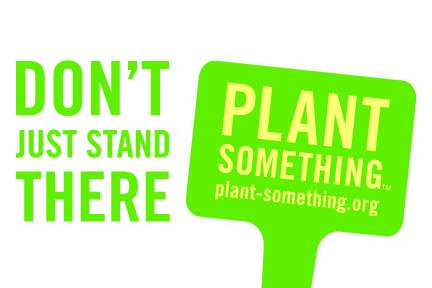 DON'T
JUST STAND
THERE
PLANT
SOMETHING™
plant-something.org